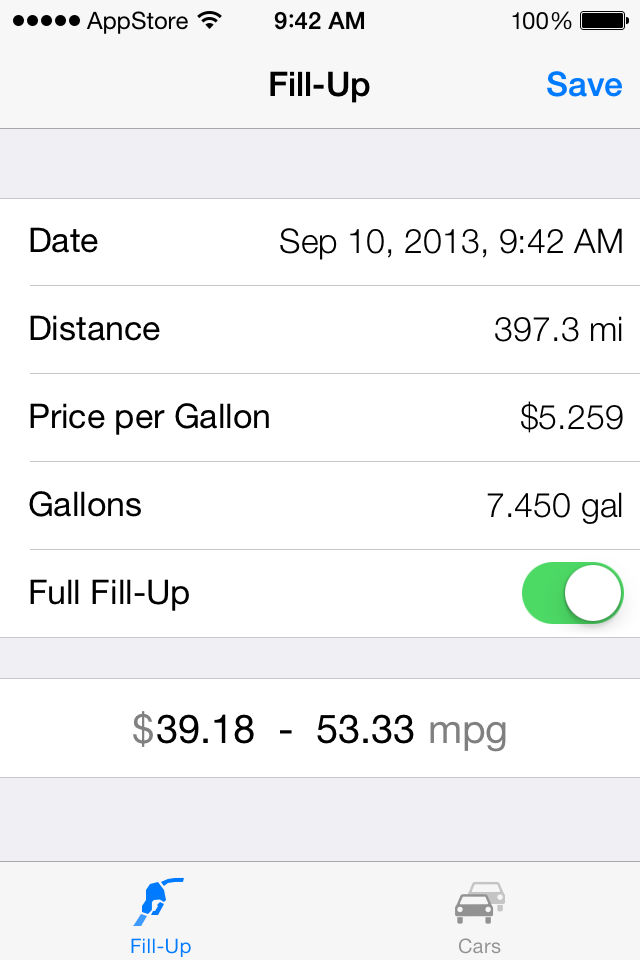 AppStore 9:42 AM 100%
Fill-Up Save
Date Sep 10, 2013, 9:42 AM
Distance 397.3 mi
Price per Gallon $5.259
Gallons 7.450 gal
Full Fill-Up
$39.18 - 53.33 mpg
Fill-Up Cars